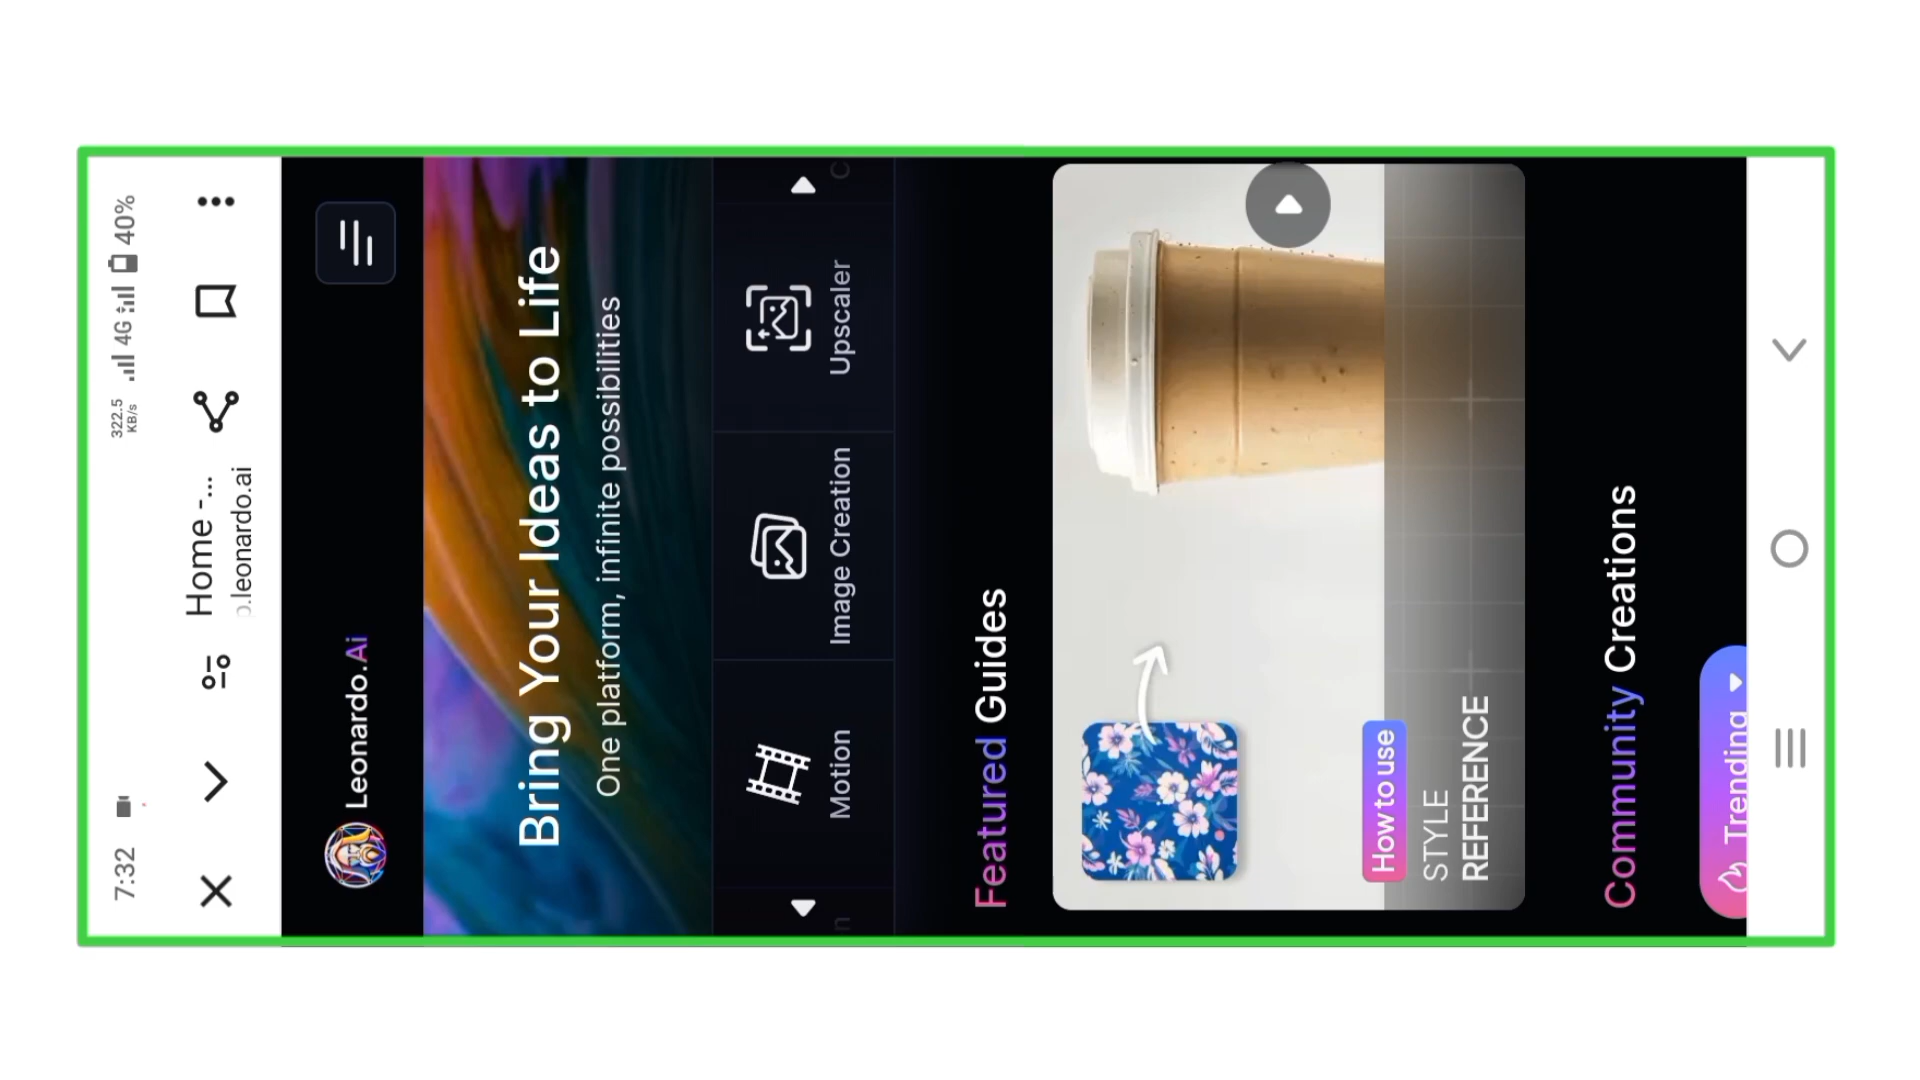 7:32
322.5
KB/s
4G
40%
Home -...
p.leonardo.ai
Leonardo.Ai
Bring Your Ideas to Life
One platform, infinite possibilities
n
Motion
Image Creation
Upscaler
C
Featured Guides
How to use
STYLE
REFERENCE
Community Creations
Trending